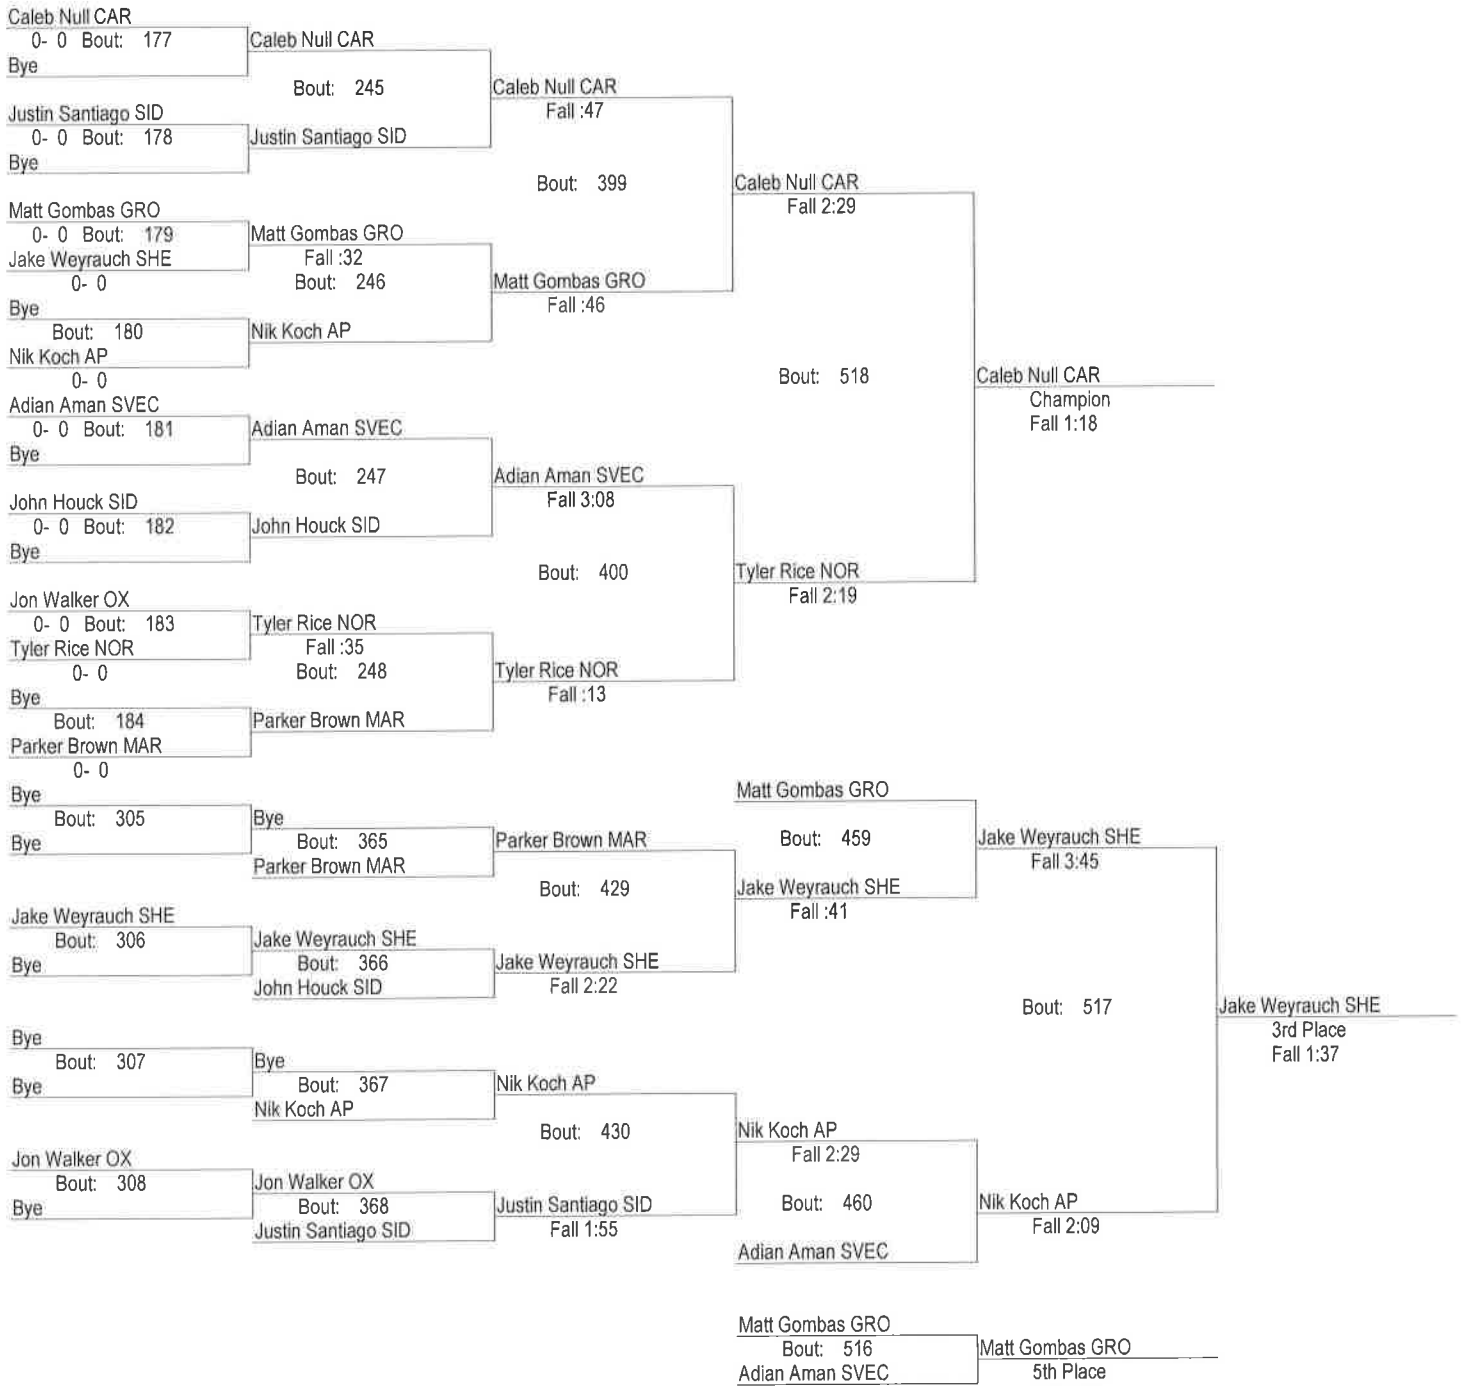 Caleb Null CAR
0- 0 Bout: 177
Bye
Justin Santiago SID
0- 0 Bout: 178
Bye
Matt Gombas GRO
0- 0 Bout: 179
Jake Weyrauch SHE
0- 0
Bye
Bout: 180
Nik Koch AP
0- 0
Adian Aman SVEC
0- 0 Bout: 181
Bye
John Houck SID
0- 0 Bout: 182
Bye
Jon Walker OX
0- 0 Bout: 183
Tyler Rice NOR
0- 0
Bye
Bout: 184
Parker Brown MAR
0- 0
Caleb Null CAR
Bout: 245
Justin Santiago SID
Matt Gombas GRO
Fall :32
Bout: 246
Nik Koch AP
Adian Aman SVEC
Bout: 247
John Houck SID
Tyler Rice NOR
Fall :35
Bout: 248
Parker Brown MAR
Caleb Null CAR
Fall :47
Bout: 399
Matt Gombas GRO
Fall :46
Adian Aman SVEC
Fall 3:08
Bout: 400
Tyler Rice NOR
Fall :13
Caleb Null CAR
Fall 2:29
Bout: 518
Tyler Rice NOR
Fall 2:19
Caleb Null CAR
Champion
Fall 1:18
Bye
Bout: 305
Bye
Jake Weyrauch SHE
Bout: 306
Bye
Bye
Bout: 307
Bye
Jon Walker OX
Bout: 308
Bye
Bye
Bout: 365
Parker Brown MAR
Jake Weyrauch SHE
Bout: 366
John Houck SID
Bye
Bout: 367
Nik Koch AP
Jon Walker OX
Bout: 368
Justin Santiago SID
Parker Brown MAR
Bout: 429
Jake Weyrauch SHE
Fall 2:22
Nik Koch AP
Bout: 430
Justin Santiago SID
Fall 1:55
Matt Gombas GRO
Bout: 459
Jake Weyrauch SHE
Fall :41
Nik Koch AP
Fall 2:29
Bout: 460
Adian Aman SVEC
Jake Weyrauch SHE
Fall 3:45
Bout: 517
Nik Koch AP
Fall 2:09
Jake Weyrauch SHE
3rd Place
Fall 1:37
Matt Gombas GRO
Bout: 516
Adian Aman SVEC
Matt Gombas GRO
5th Place